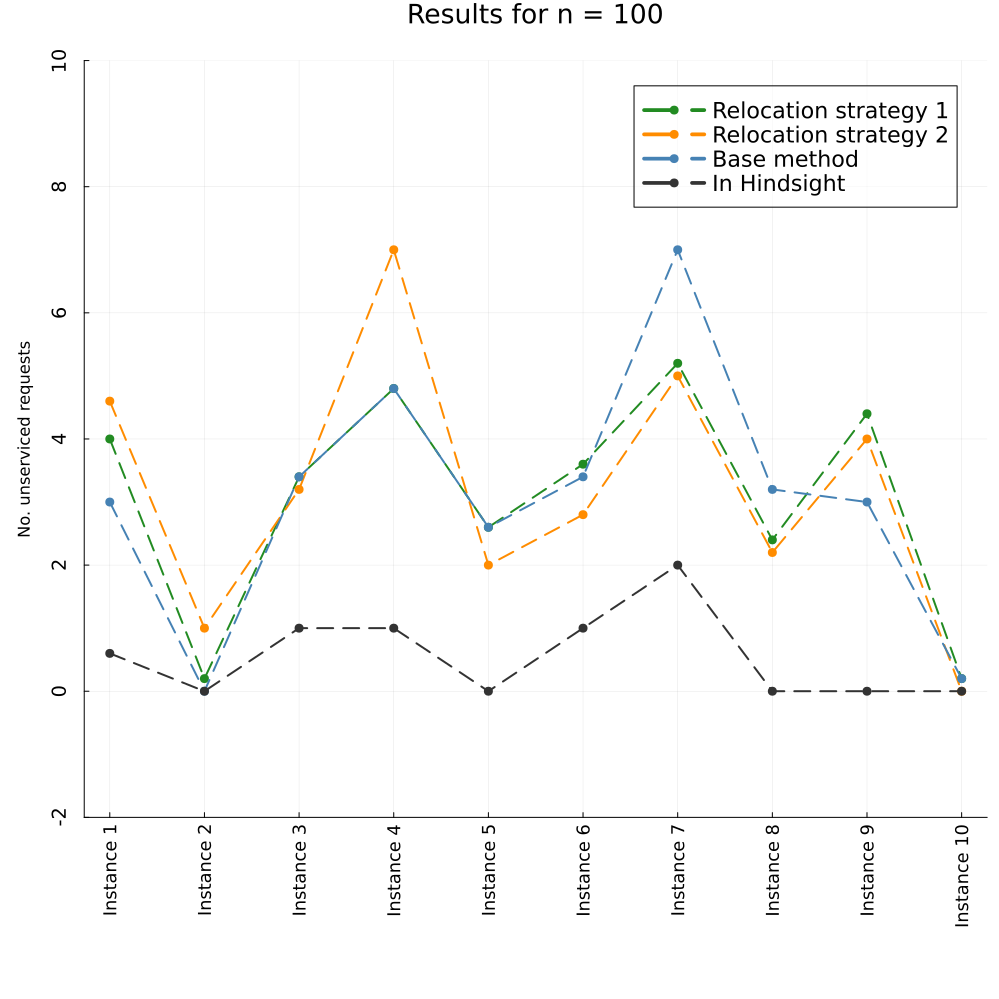 Results for n = 100
Relocation strategy 1
Relocation strategy 2
Base method
In Hindsight
No. unserviced requests
10
8
6
4
2
0
-2
Instance 1
Instance 2
Instance 3
Instance 4
Instance 5
Instance 6
Instance 7
Instance 8
Instance 9
Instance 10